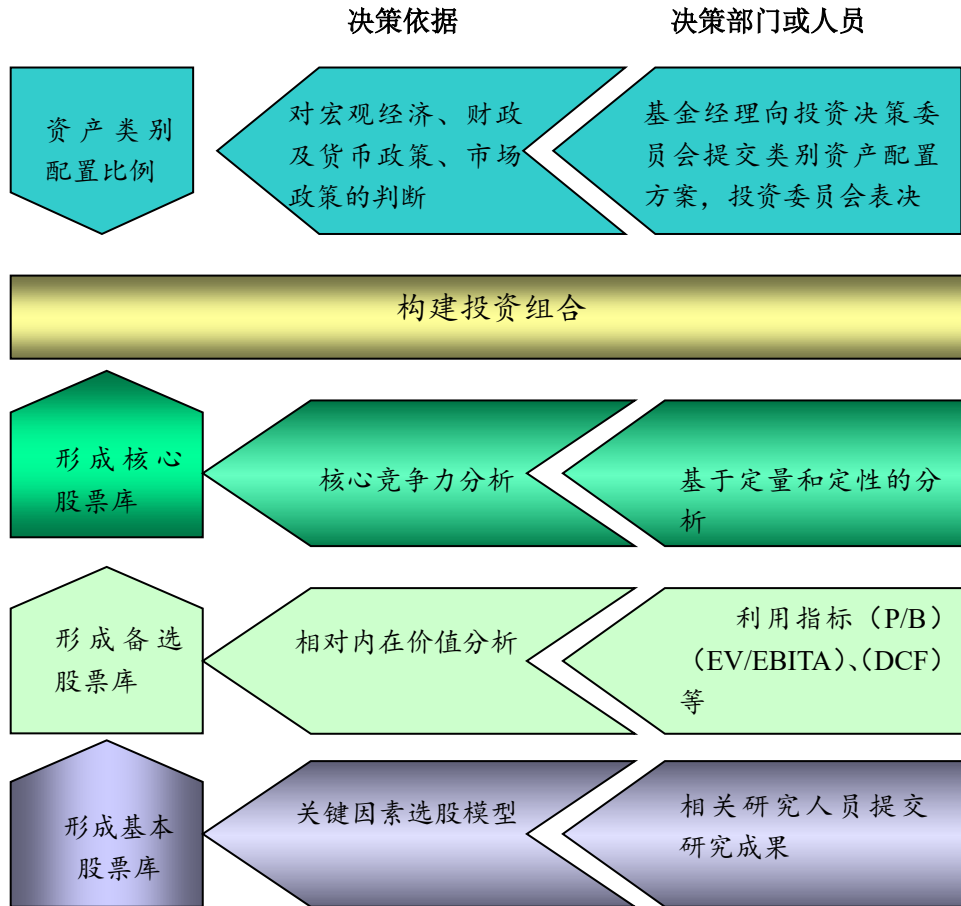 决策依据
决策部门或人员
资产类别
配置比例
对宏观经济、财政
及货币政策、市场
政策的判断
基金经理向投资决策委
员会提交类别资产配置
方案，投资委员会表决
构建投资组合
形成核心
股票库
核心竞争力分析
基于定量和定性的分
析
形成备选
股票库
相对内在价值分析
利用指标（P/B）
（EV/EBITA）、（DCF）
等
形成基本
股票库
关键因素选股模型
相关研究人员提交
研究成果